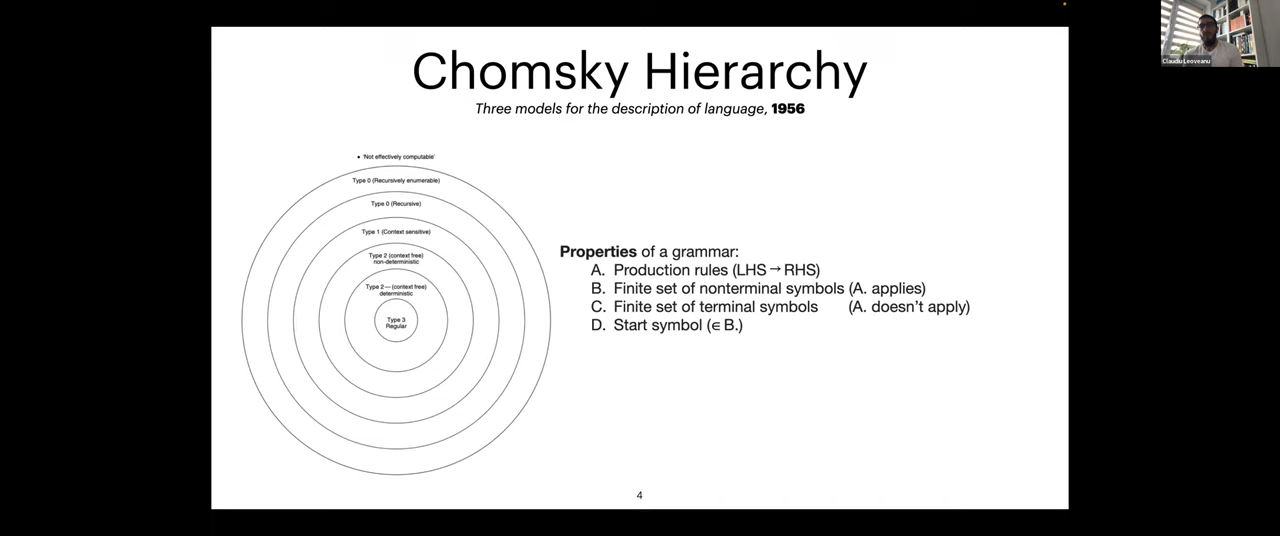 Chomsky Hierarchy
Three models for the description of language, 1956
• 'Not effectively computable'
Type 0 (Recursively enumerable)
Type 0 (Recursive)
Type 1 (Context sensitive)
Type 2 (context free)
non-deterministic
Type 2 — (context free)
deterministic
Type 3
Regular
Properties of a grammar:
A. Production rules (LHS → RHS)
B. Finite set of nonterminal symbols (A. applies)
C. Finite set of terminal symbols (A. doesn't apply)
D. Start symbol (∈ B.)
4
Claudiu Leoveanu